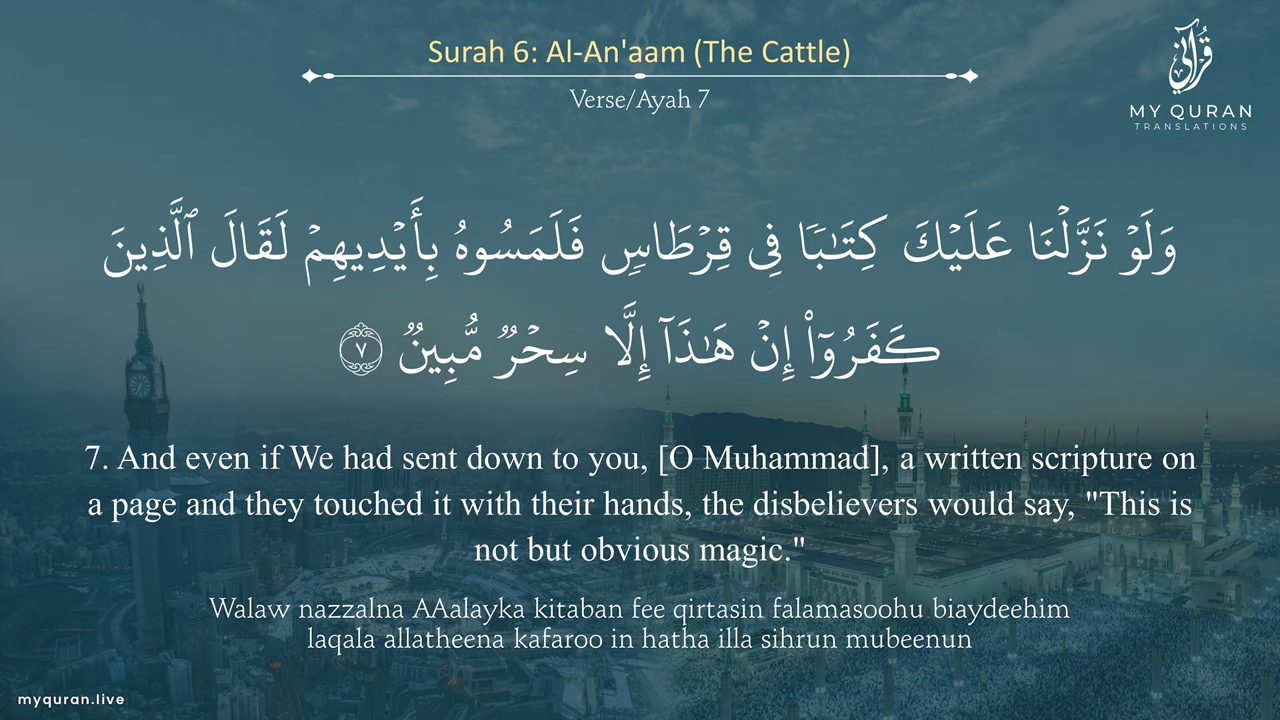 Surah 6: Al-An'aam (The Cattle)
Verse/Ayah 7
قُرْآنِي
MY QURAN
TRANSLATIONS
وَلَوْ نَزَّلْنَا عَلَيْكَ كِتَـٰبًۭا فِى قِرْطَاسٍۢ فَلَمَسُوهُ بِأَيْدِيهِمْ لَقَالَ ٱلَّذِينَ
كَفَرُوٓا۟ إِنْ هَـٰذَآ إِلَّا سِحْرٌۭ مُّبِينٌۭ ٧
7. And even if We had sent down to you, [O Muhammad], a written scripture on
a page and they touched it with their hands, the disbelievers would say, "This is
not but obvious magic."
Walaw nazzalna AAalayka kitaban fee qirtasin falamasoohu biaydeehim
laqala allatheena kafaroo in hatha illa sihrun mubeenun
myquran.live